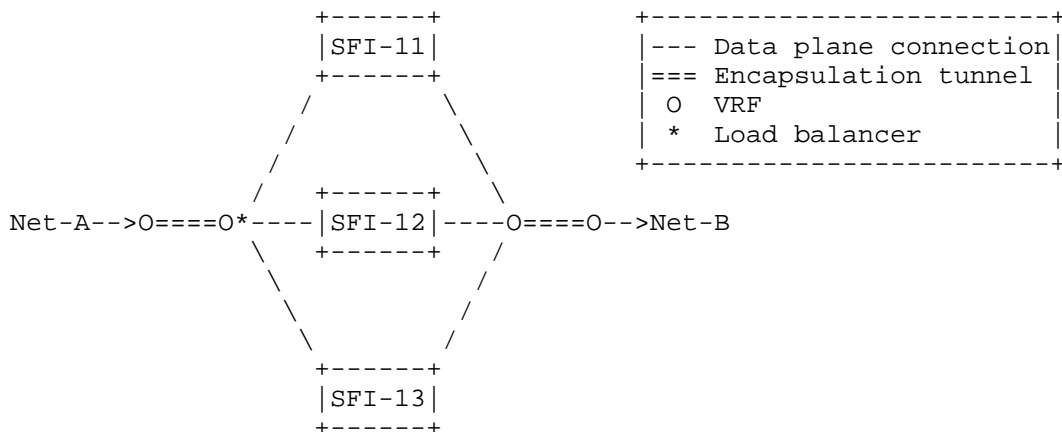 SFI-11
--- Data plane connection
=== Encapsulation tunnel
O VRF
* Load balancer
Net-A-->O====O*----|SFI-12|----O====O-->Net-B
SFI-13